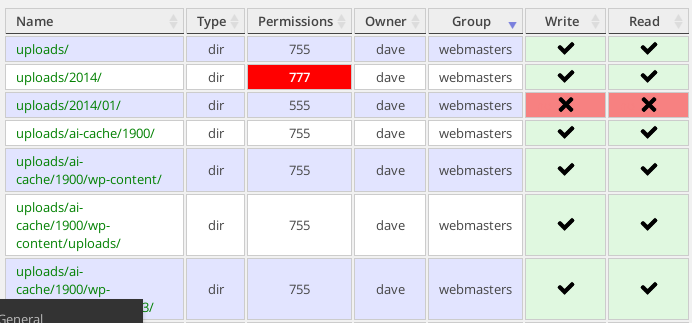 Name Type Permissions Owner Group Write Read
uploads/ dir 755 dave webmasters
uploads/2014/ dir 777 dave webmasters
uploads/2014/01/ dir 555 dave webmasters
uploads/ai-cache/1900/ dir 755 dave webmasters
uploads/ai-
cache/1900/wp-content/ dir 755 dave webmasters
uploads/ai-
cache/1900/wp- dir 755 dave webmasters
content/uploads/
uploads/ai-
cache/1900/wp- dir 755 dave webmasters
3/
General